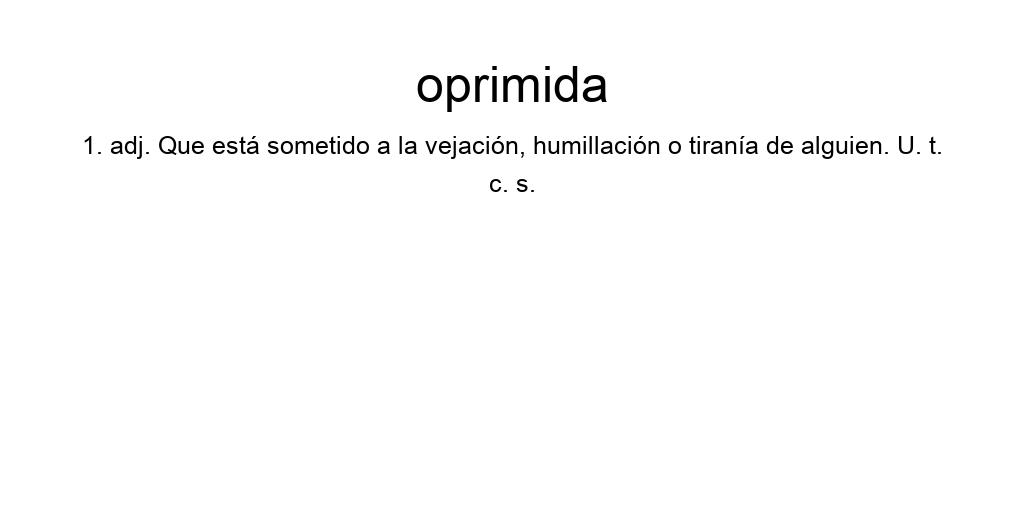 oprimida
1. adj. Que está sometido a la vejación, humillación o tiranía de alguien. U. t.
c. s.